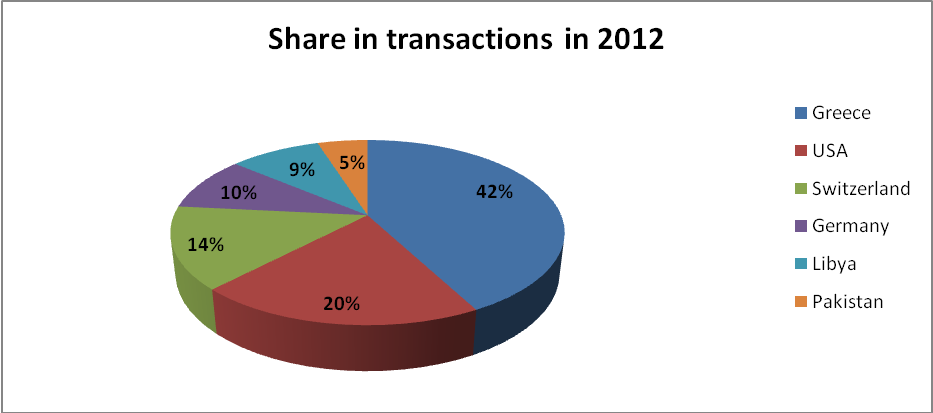 Share in transactions in 2012
5%
9%
42%
10%
14%
20%
Greece
USA
Switzerland
Germany
Libya
Pakistan